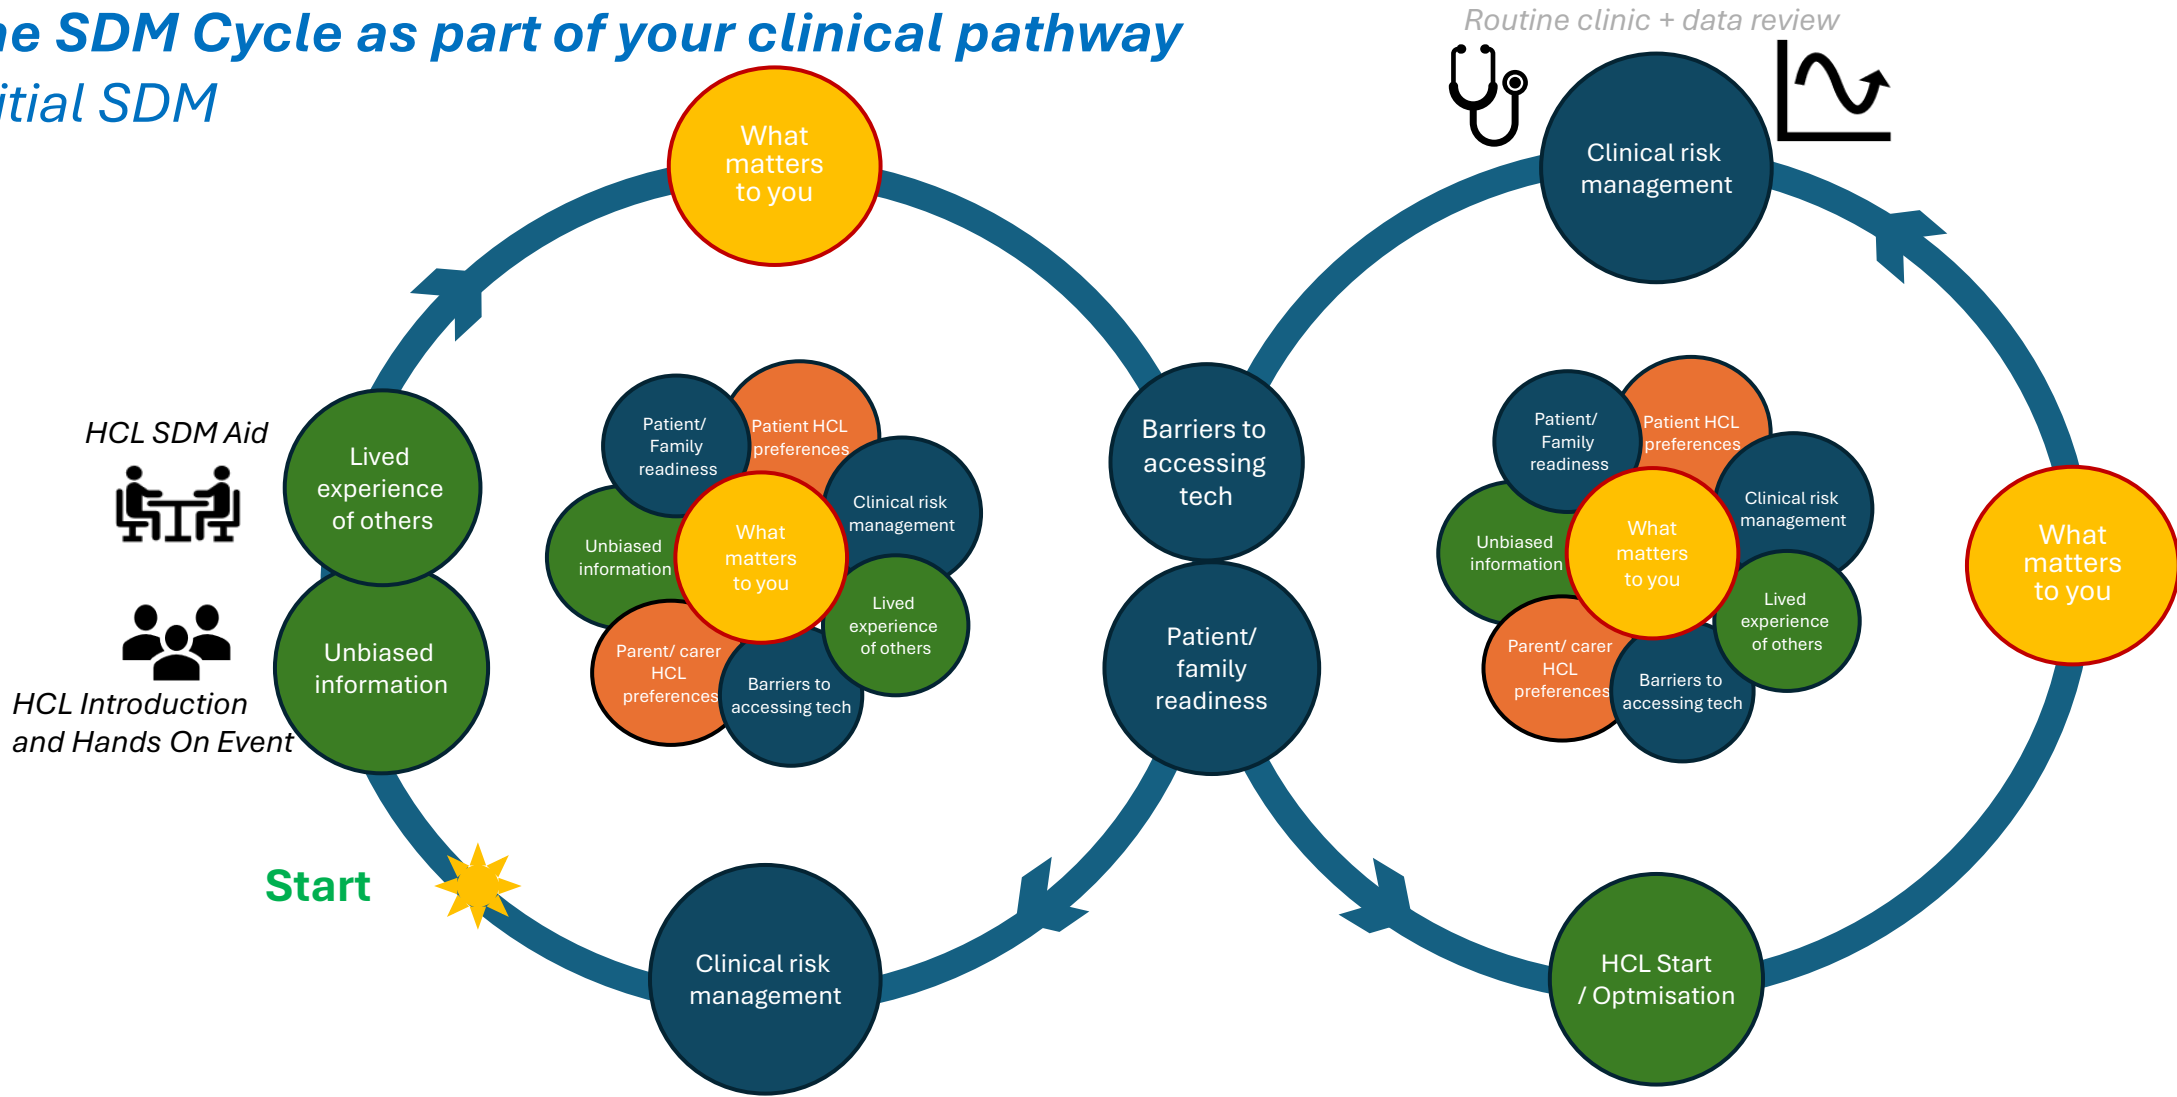 ne SDM Cycle as part of your clinical pathway
itial SDM
Routine clinic + data review
What
matters
to you
Clinical risk
management
HCL SDM Aid
Lived
experience
of others
HCL Introduction
and Hands On Event
Unbiased
information
Start
Clinical risk
management
Patient/
Family
readiness
Patient HCL
preferences
Clinical risk
management
Unbiased
information
What
matters
to you
Lived
experience
of others
Parent/ carer
HCL
preferences
Barriers to
accessing tech
Barriers to
accessing
tech
Patient/
family
readiness
Patient/
Family
readiness
Patient HCL
preferences
Clinical risk
management
Unbiased
information
What
matters
to you
Lived
experience
of others
Parent/ carer
HCL
preferences
Barriers to
accessing tech
What
matters
to you
HCL Start
/ Optmisation